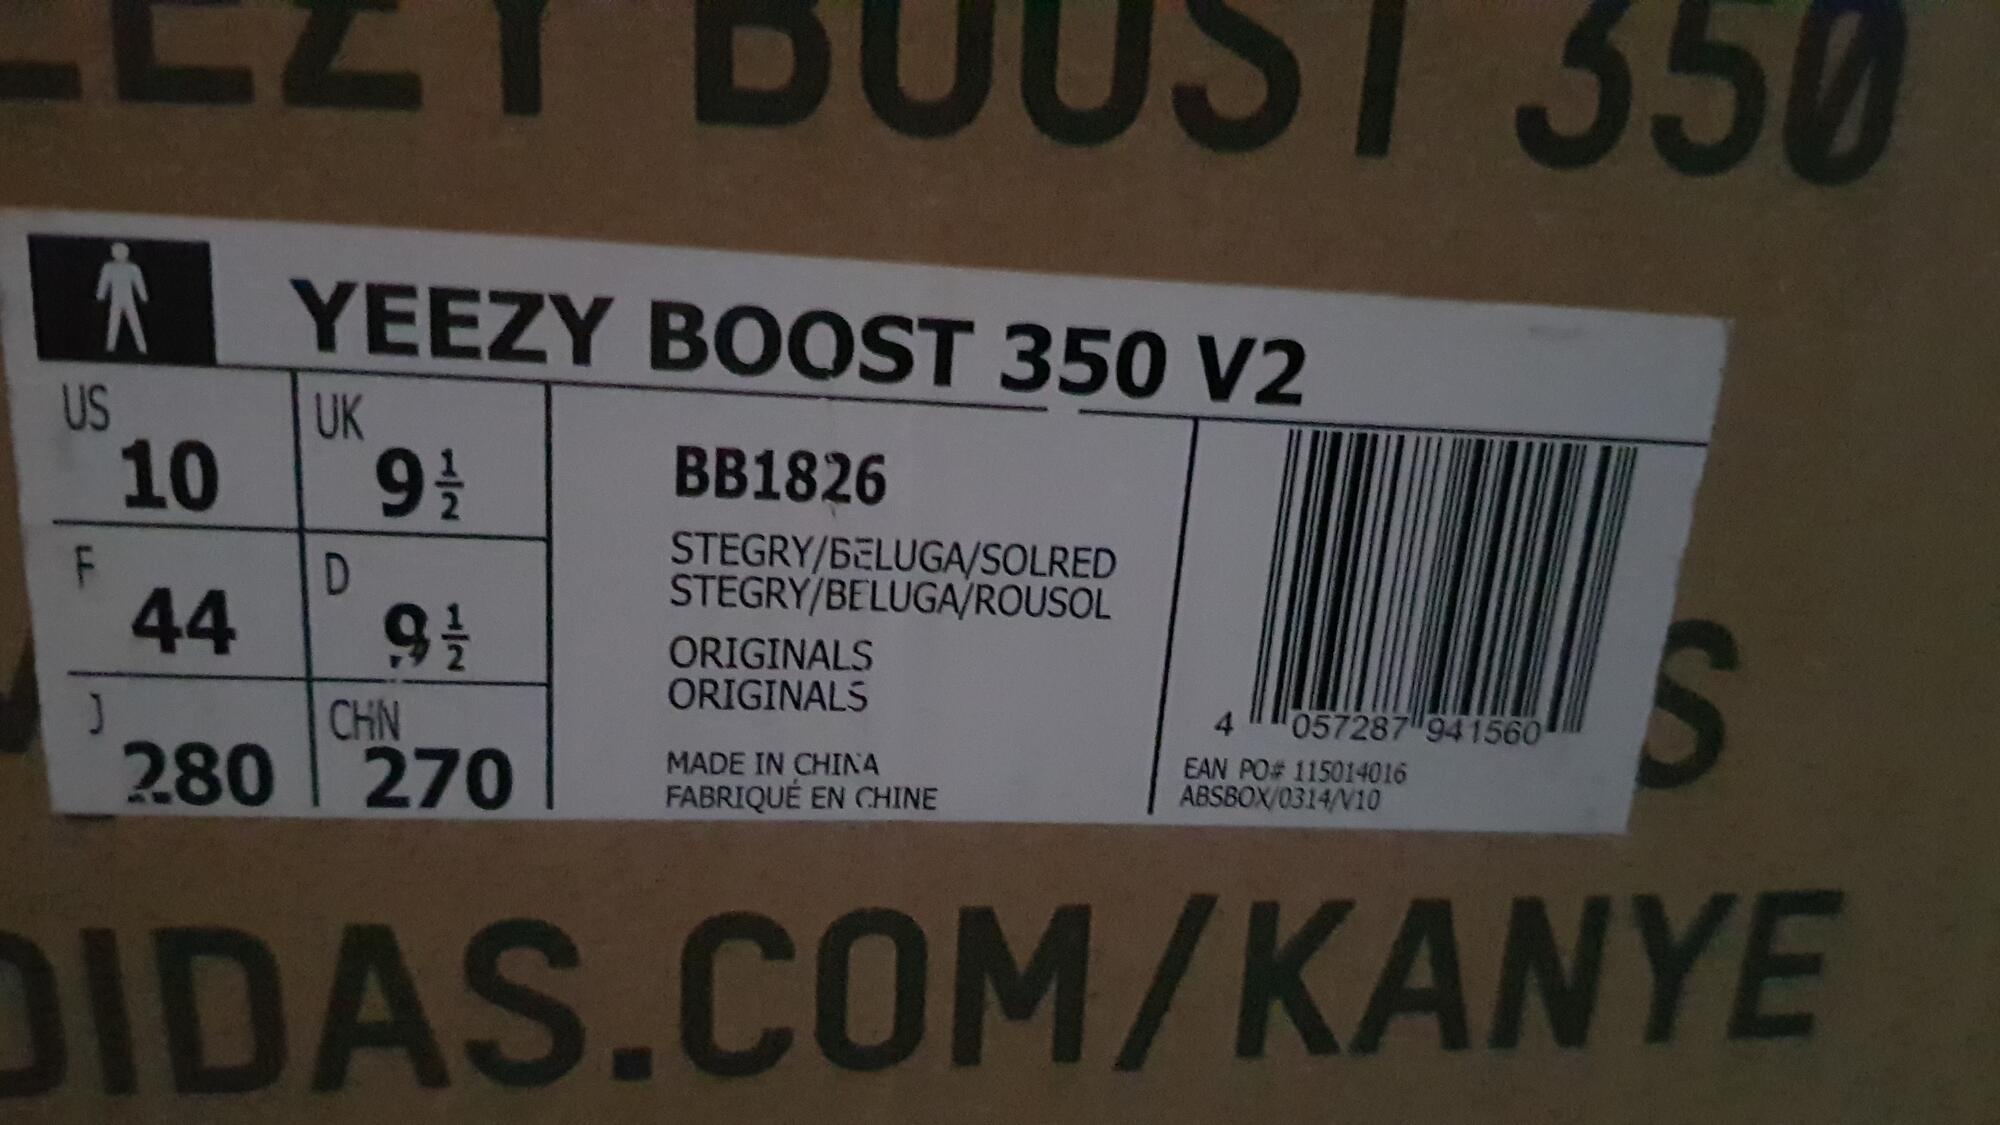 EEZY BOOST 350
YEEZY BOOST 350 V2
US 10
UK 9 1/2
F 44
D 9 1/2
J 280
CHN 270
BB1826
STEGRY/BELUGA/SOLRED
STEGRY/BELUGA/ROUSOL
ORIGINALS
ORIGINALS
MADE IN CHINA
FABRIQUÉ EN CHINE
4 057287 941560
EAN PO# 115014016
ABSBOX/0314/V10
S
DIDAS.COM/KANYE